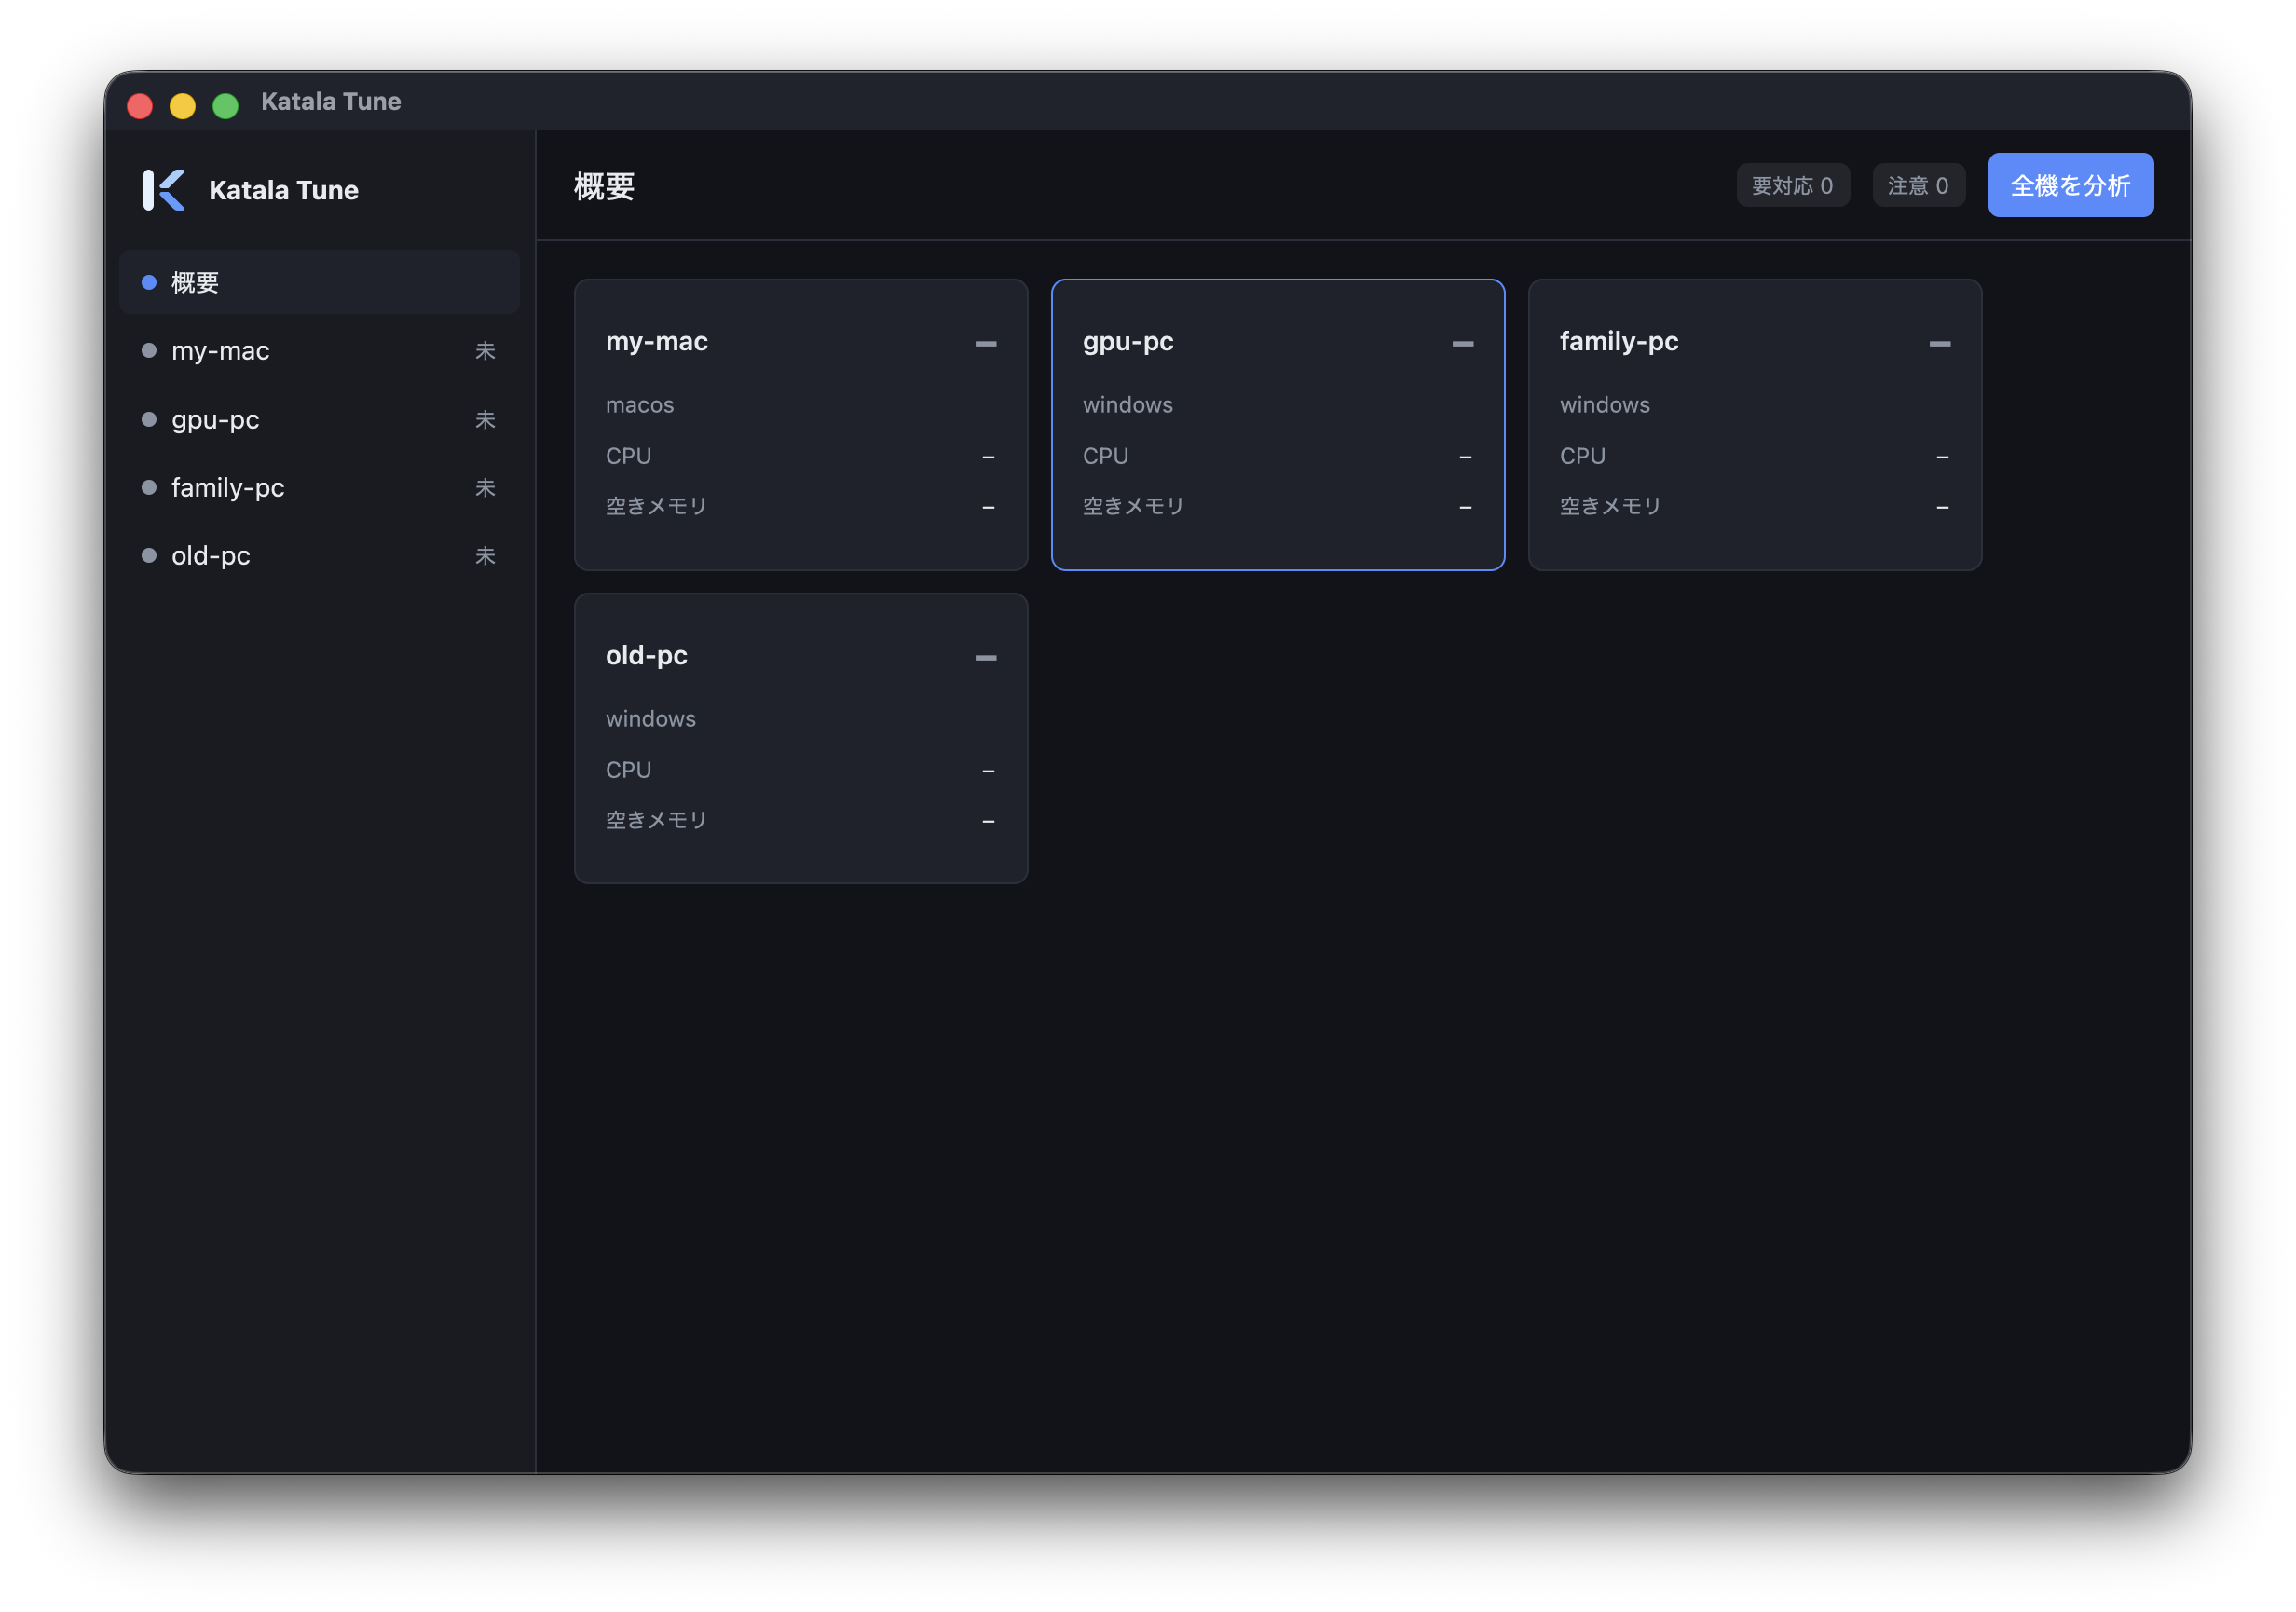 Katala Tune
Katala Tune
概要
my-mac 未
gpu-pc 未
family-pc 未
old-pc 未
概要
要対応 0
注意 0
全機を分析
my-mac —
macos
CPU –
空きメモリ –
gpu-pc —
windows
CPU –
空きメモリ –
family-pc —
windows
CPU –
空きメモリ –
old-pc —
windows
CPU –
空きメモリ –